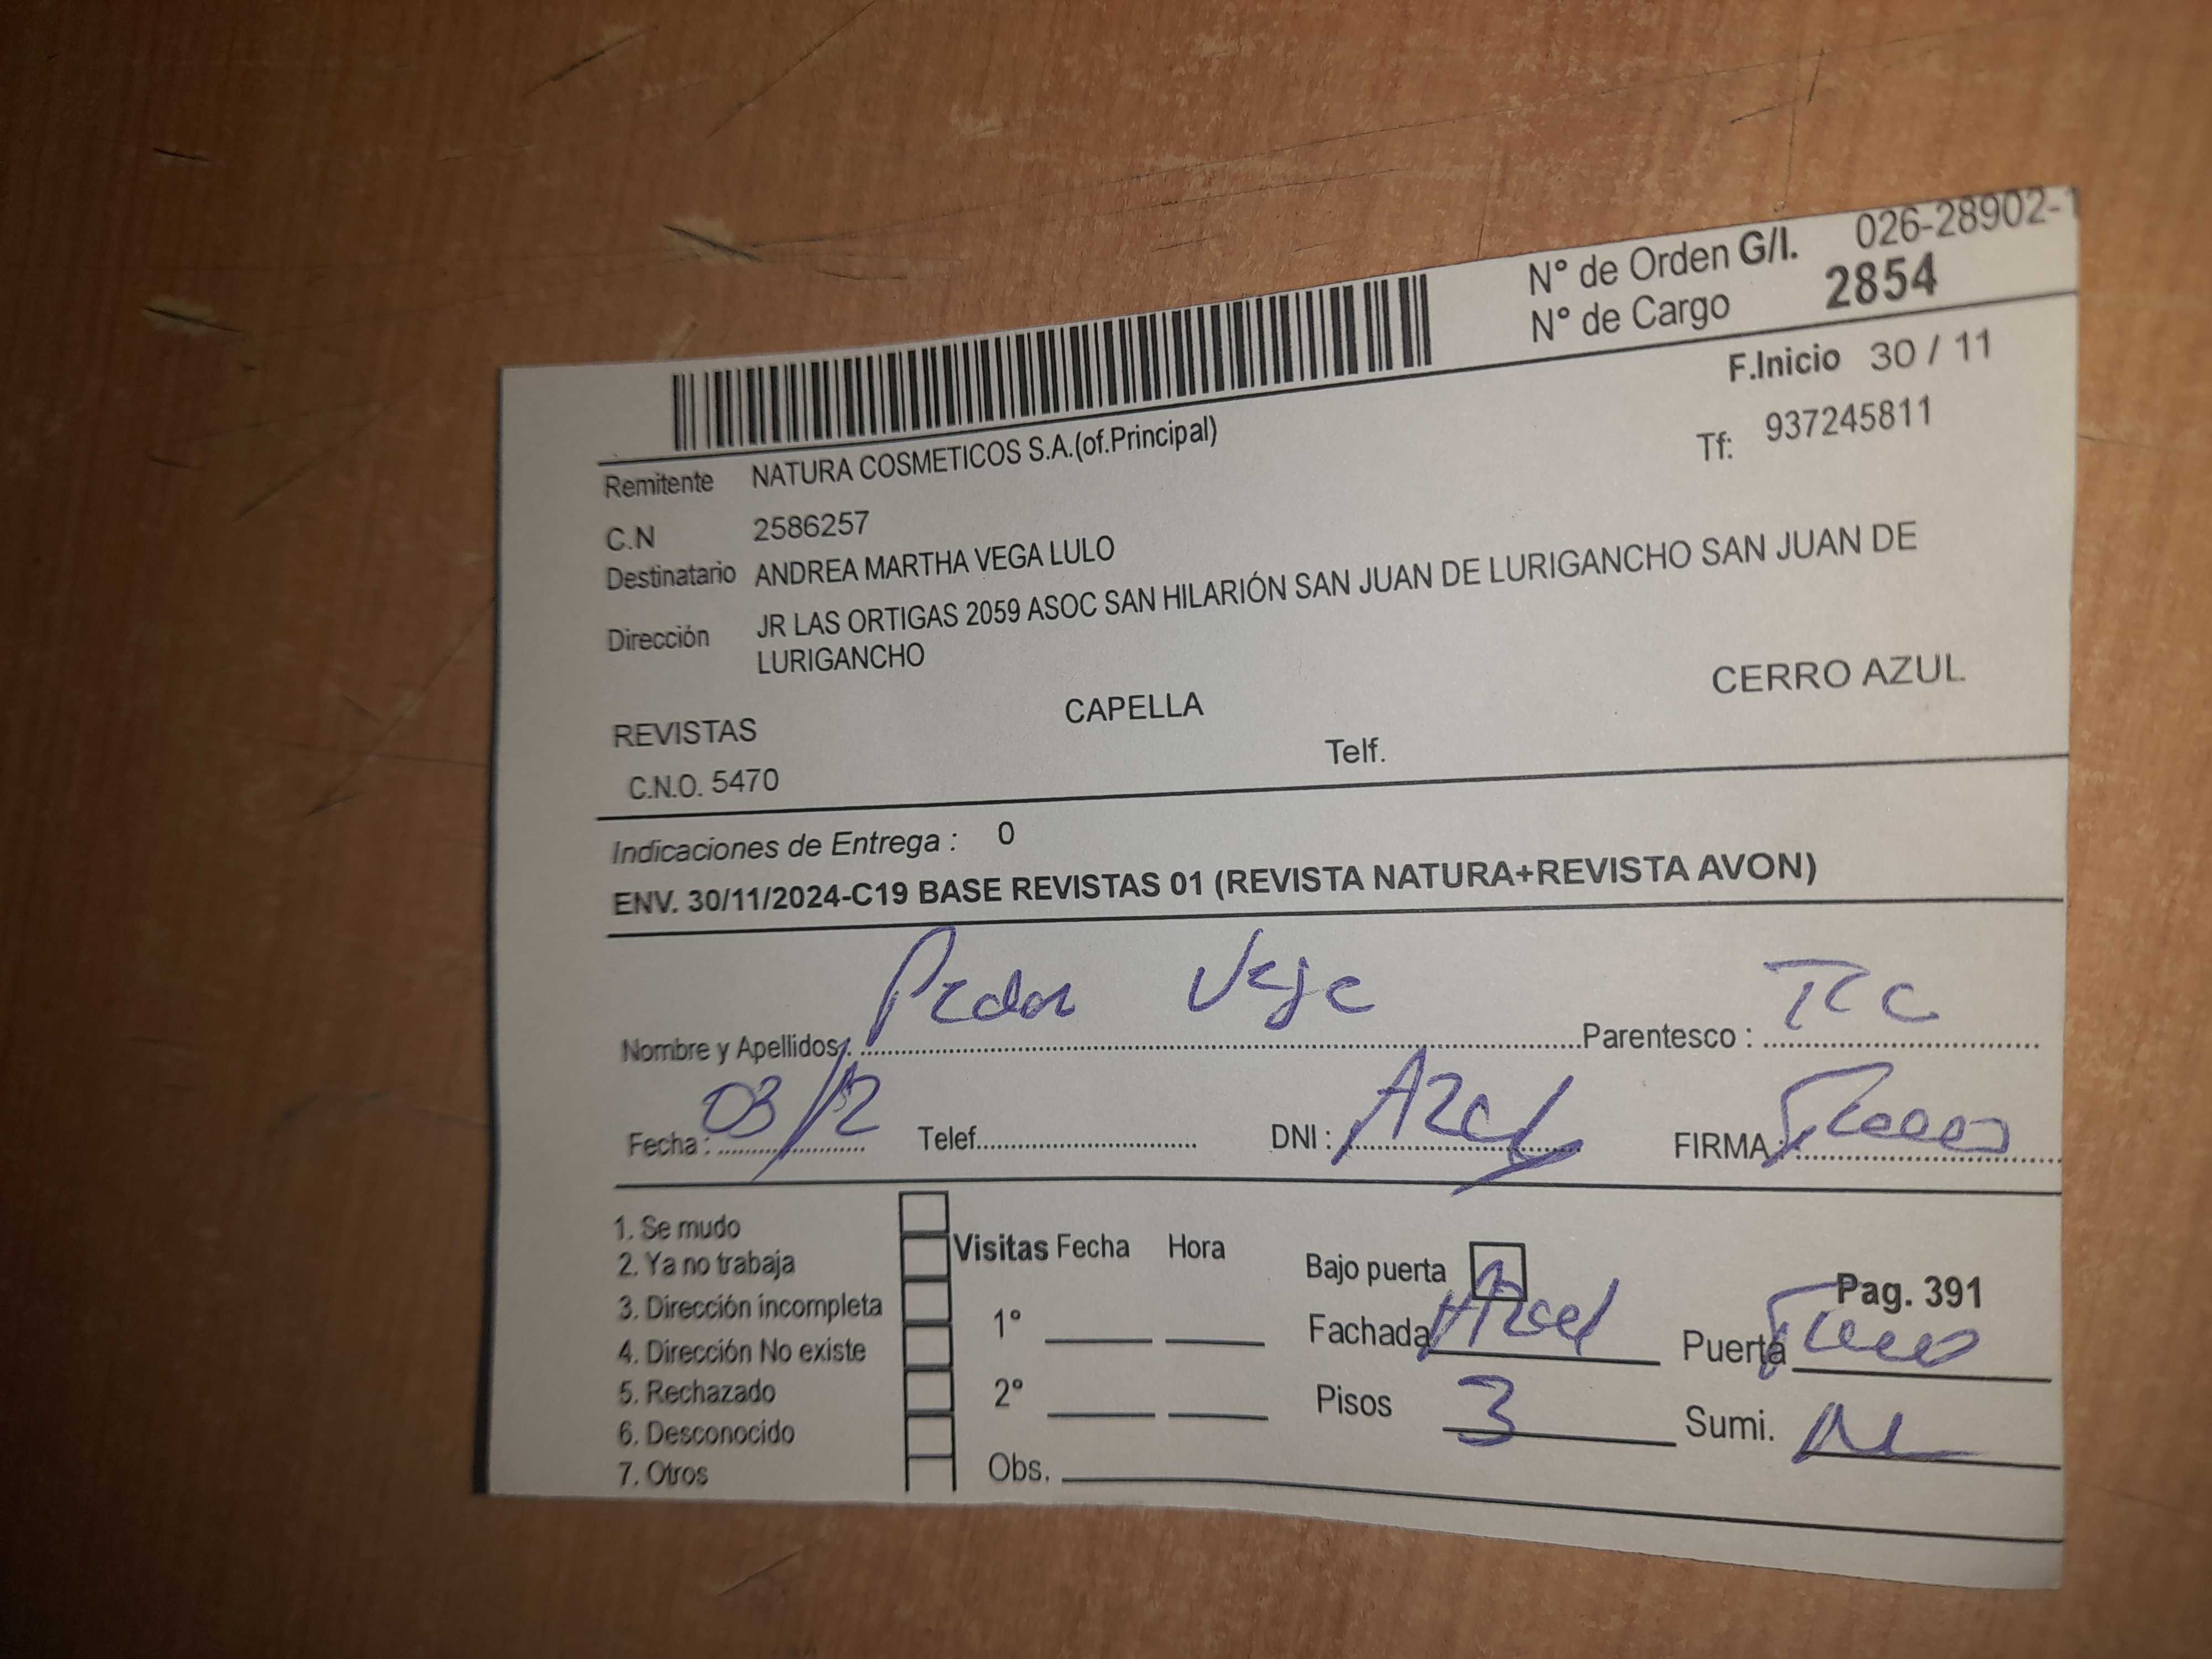 N° de Orden G/I. 026-28902-1
N° de Cargo 2854
F.Inicio 30 / 11
Remitente NATURA COSMETICOS S.A.(of.Principal) Tf: 937245811
C.N 2586257
Destinatario ANDREA MARTHA VEGA LULO
Dirección JR LAS ORTIGAS 2059 ASOC SAN HILARIÓN SAN JUAN DE LURIGANCHO SAN JUAN DE
LURIGANCHO
REVISTAS CAPELLA CERRO AZUL
C.N.O. 5470 Telf.
Indicaciones de Entrega : 0
ENV. 30/11/2024-C19 BASE REVISTAS 01 (REVISTA NATURA+REVISTA AVON)
Nombre y Apellidos: Pedro Vega Parentesco :
Fecha : 03/12 Telef. DNI : FIRMA :
1. Se mudo
2. Ya no trabaja
3. Dirección incompleta
4. Dirección No existe
5. Rechazado
6. Desconocido
7. Otros
Visitas Fecha Hora
1°
2°
Obs.
Bajo puerta
Pag. 391
Fachada Puerta
Pisos 3 Sumi.